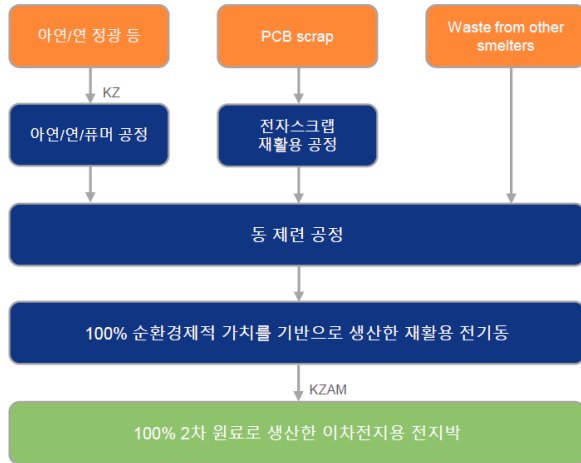 아연/연 정광 등
PCB scrap
Waste from other
smelters
KZ
아연/연/퓨머 공정
전자스크랩
재활용 공정
동 제련 공정
100% 순환경제적 가치를 기반으로 생산한 재활용 전기동
KZAM
100% 2차 원료로 생산한 이차전지용 전지박